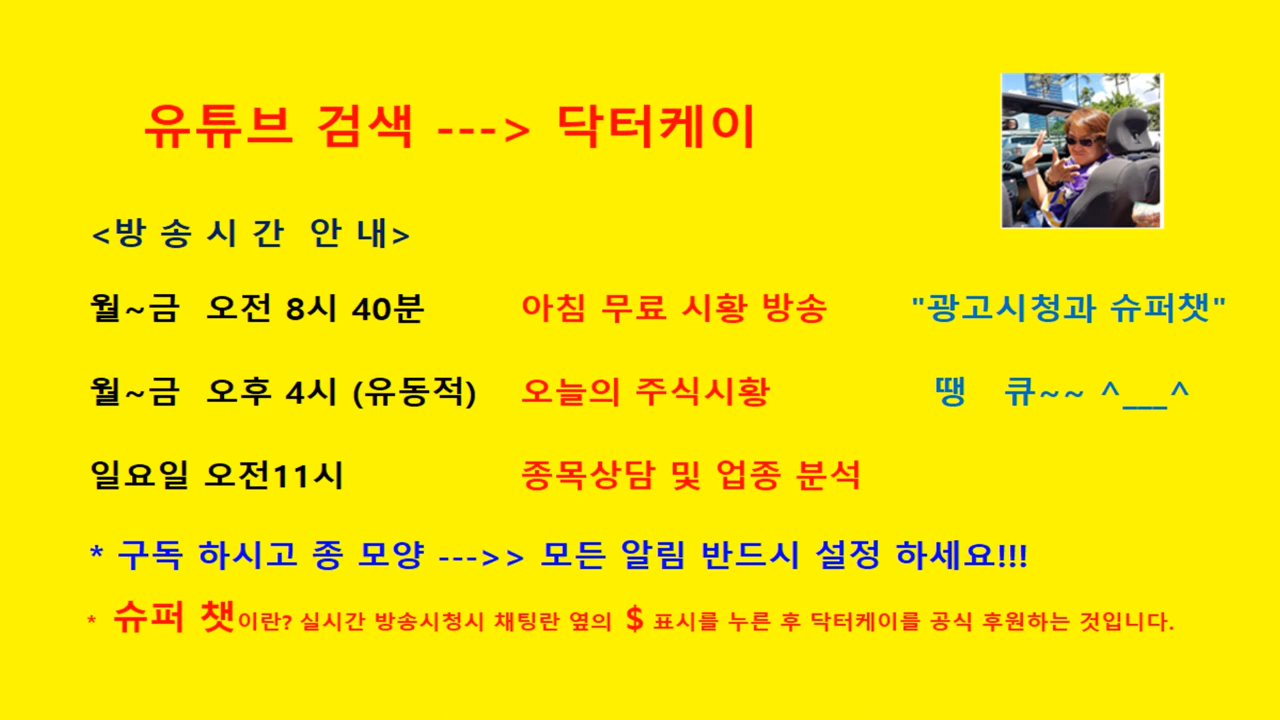 유튜브 검색 ---> 닥터케이
<방 송 시 간 안 내>
월~금 오전 8시 40분 아침 무료 시황 방송 "광고시청과 슈퍼챗"
월~금 오후 4시 (유동적) 오늘의 주식시황 땡 큐~~ ^___^
일요일 오전11시 종목상담 및 업종 분석
* 구독 하시고 종 모양 --->> 모든 알림 반드시 설정 하세요!!!
* 슈퍼 챗이란? 실시간 방송시청시 채팅란 옆의 $ 표시를 누른 후 닥터케이를 공식 후원하는 것입니다.